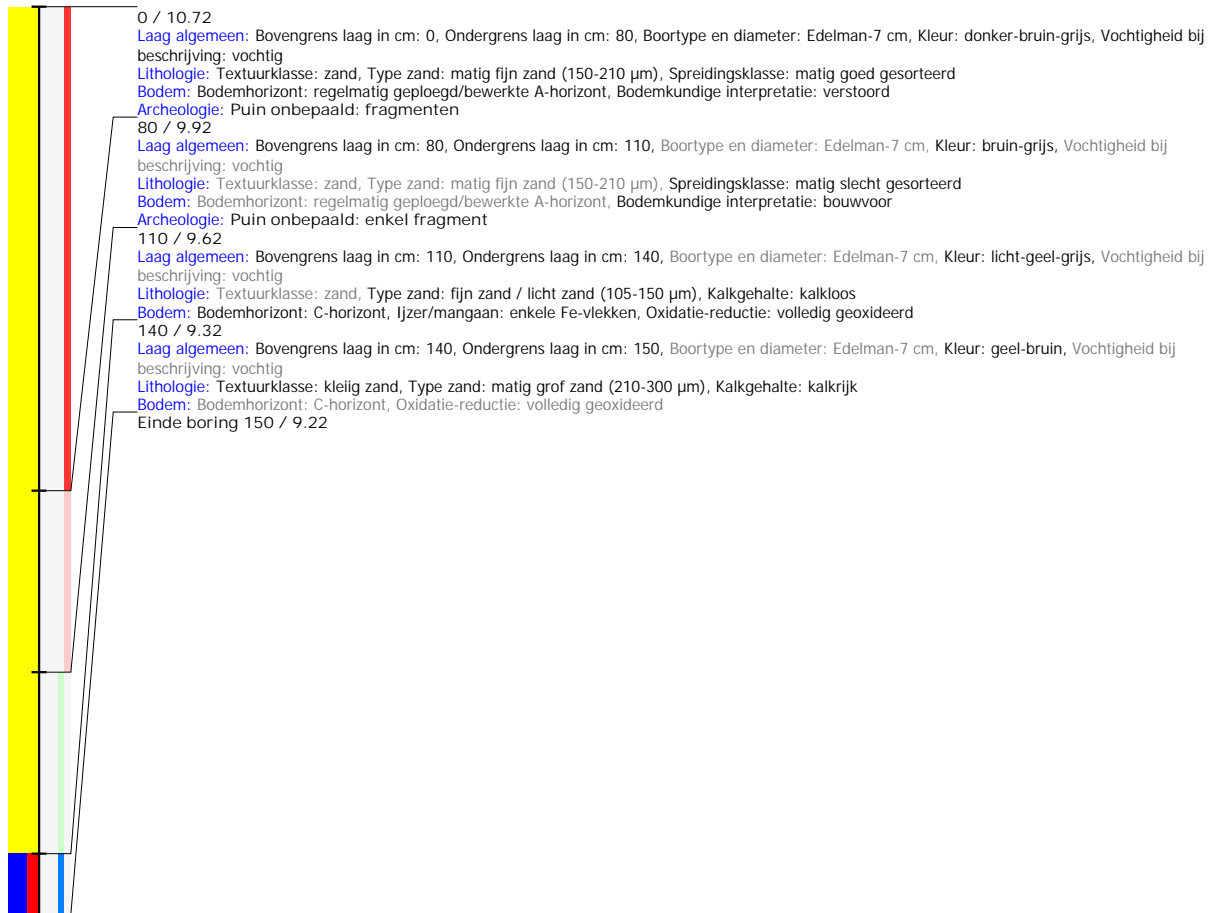 0 / 10.72
Laag algemeen: Bovengrens laag in cm: 0, Ondergrens laag in cm: 80, Boortype en diameter: Edelman-7 cm, Kleur: donker-bruin-grijs, Vochtigheid bij
beschrijving: vochtig
Lithologie: Textuurklasse: zand, Type zand: matig fijn zand (150-210 µm), Spreidingsklasse: matig goed gesorteerd
Bodem: Bodemhorizont: regelmatig geploegd/bewerkte A-horizont, Bodemkundige interpretatie: verstoord
Archeologie: Puin onbepaald: fragmenten
80 / 9.92
Laag algemeen: Bovengrens laag in cm: 80, Ondergrens laag in cm: 110, Boortype en diameter: Edelman-7 cm, Kleur: bruin-grijs, Vochtigheid bij
beschrijving: vochtig
Lithologie: Textuurklasse: zand, Type zand: matig fijn zand (150-210 µm), Spreidingsklasse: matig slecht gesorteerd
Bodem: Bodemhorizont: regelmatig geploegd/bewerkte A-horizont, Bodemkundige interpretatie: bouwvoor
Archeologie: Puin onbepaald: enkel fragment
110 / 9.62
Laag algemeen: Bovengrens laag in cm: 110, Ondergrens laag in cm: 140, Boortype en diameter: Edelman-7 cm, Kleur: licht-geel-grijs, Vochtigheid bij
beschrijving: vochtig
Lithologie: Textuurklasse: zand, Type zand: fijn zand / licht zand (105-150 µm), Kalkgehalte: kalkloos
Bodem: Bodemhorizont: C-horizont, Ijzer/mangaan: enkele Fe-vlekken, Oxidatie-reductie: volledig geoxideerd
140 / 9.32
Laag algemeen: Bovengrens laag in cm: 140, Ondergrens laag in cm: 150, Boortype en diameter: Edelman-7 cm, Kleur: geel-bruin, Vochtigheid bij
beschrijving: vochtig
Lithologie: Textuurklasse: kleiig zand, Type zand: matig grof zand (210-300 µm), Kalkgehalte: kalkrijk
Bodem: Bodemhorizont: C-horizont, Oxidatie-reductie: volledig geoxideerd
Einde boring 150 / 9.22